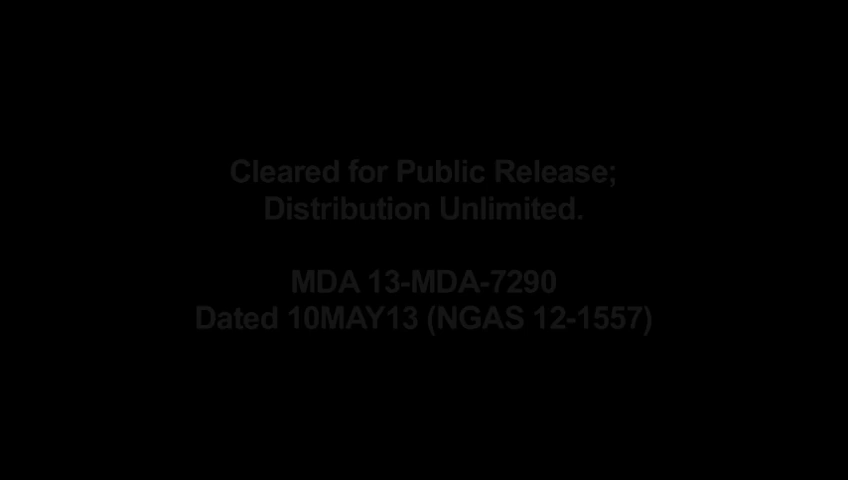 Cleared for Public Release;
Distribution Unlimited.
MDA 13-MDA-7290
Dated 10MAY13 (NGAS 12-1557)